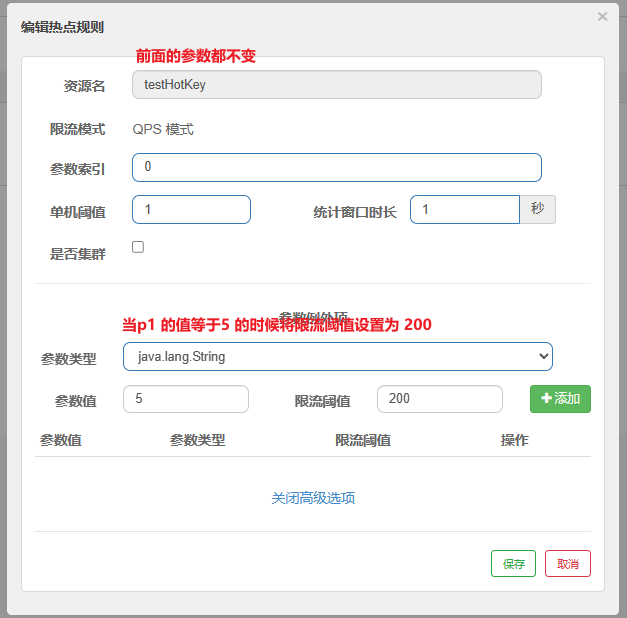 编辑热点规则
×
前面的参数都不变
资源名 testHotKey
限流模式 QPS 模式
参数索引 0
单机阈值 1 统计窗口时长 1 秒
是否集群
参数例外项
当p1 的值等于5 的时候将限流阈值设置为 200
参数类型 java.lang.String
参数值 5 限流阈值 200 添加
参数值 参数类型 限流阈值 操作
关闭高级选项
保存 取消